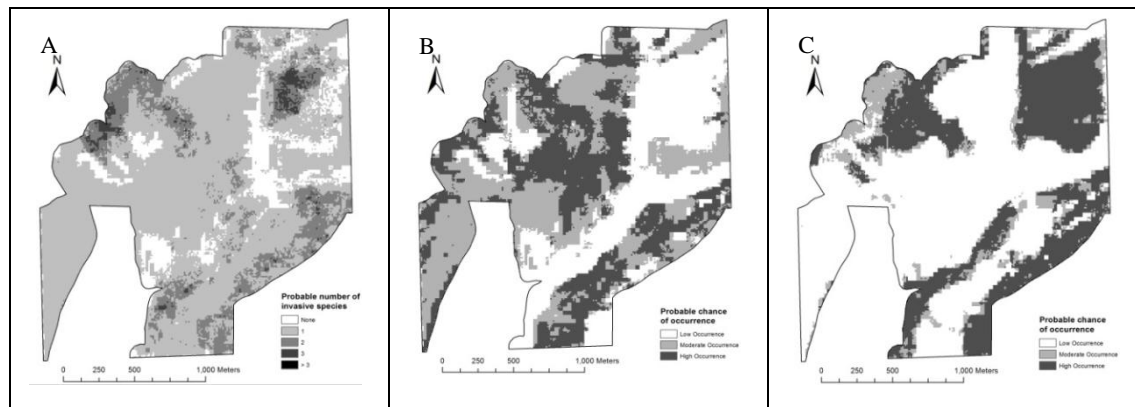 A
N
Probable number of
invasive species
None
1
2
3
> 3
0 250 500 1,000 Meters
B
N
Probable chance
of occurrence
Low Occurrence
Moderate Occurrence
High Occurrence
0 250 500 1,000 Meters
C
N
Probable chance
of occurrence
Low Occurrence
Moderate Occurrence
High Occurrence
0 250 500 1,000 Meters